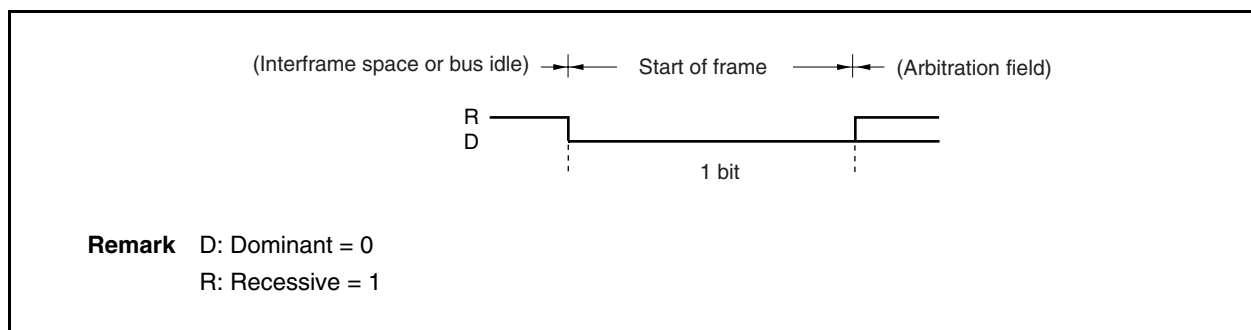 (Interframe space or bus idle) Start of frame (Arbitration field)
R
D
1 bit
Remark D: Dominant = 0
R: Recessive = 1